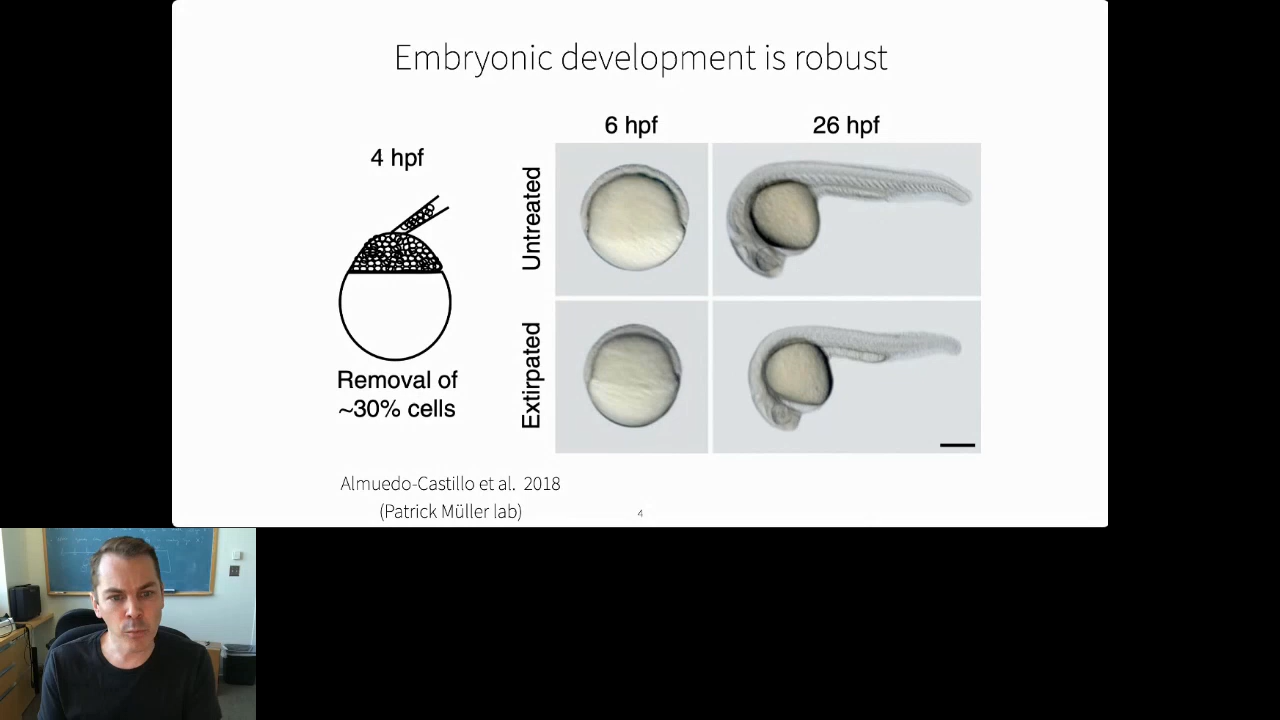 Embryonic development is robust
6 hpf
26 hpf
4 hpf
Untreated
Extirpated
Removal of
~30% cells
Almuedo-Castillo et al. 2018
(Patrick Müller lab)
4